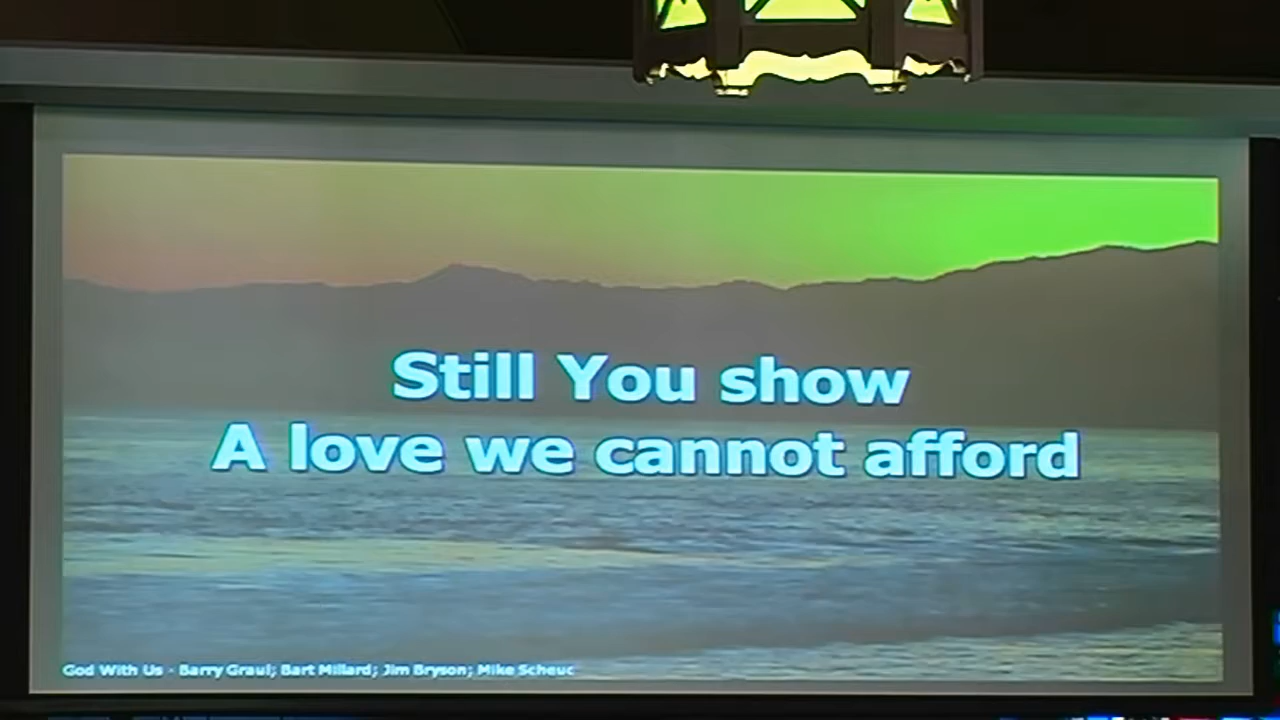 Still You show
A love we cannot afford
God With Us - Barry Graul; Bart Millard; Jim Bryson; Mike Scheuc